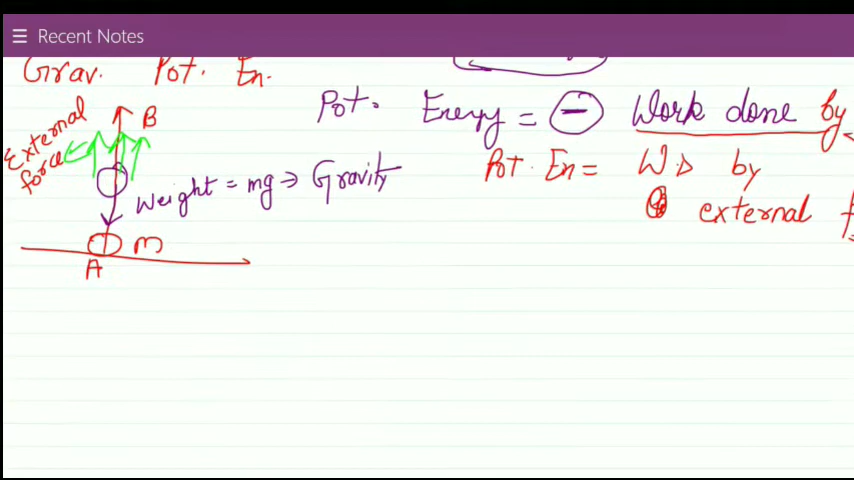 Recent Notes
Grav. Pot. En.
Pot. Energy = − Work done by
Pot. En = W.D by
external
External force
B
Weight = mg ⇒ Gravity
m
A